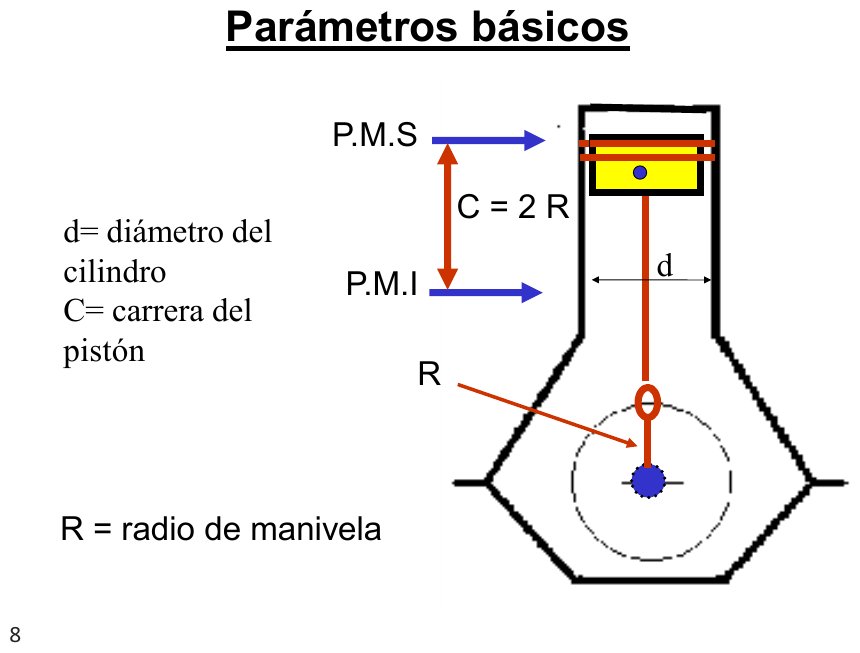 Parámetros básicos
P.M.S
C = 2 R
d= diámetro del
cilindro
C= carrera del
pistón
P.M.I
d
R
R = radio de manivela
8